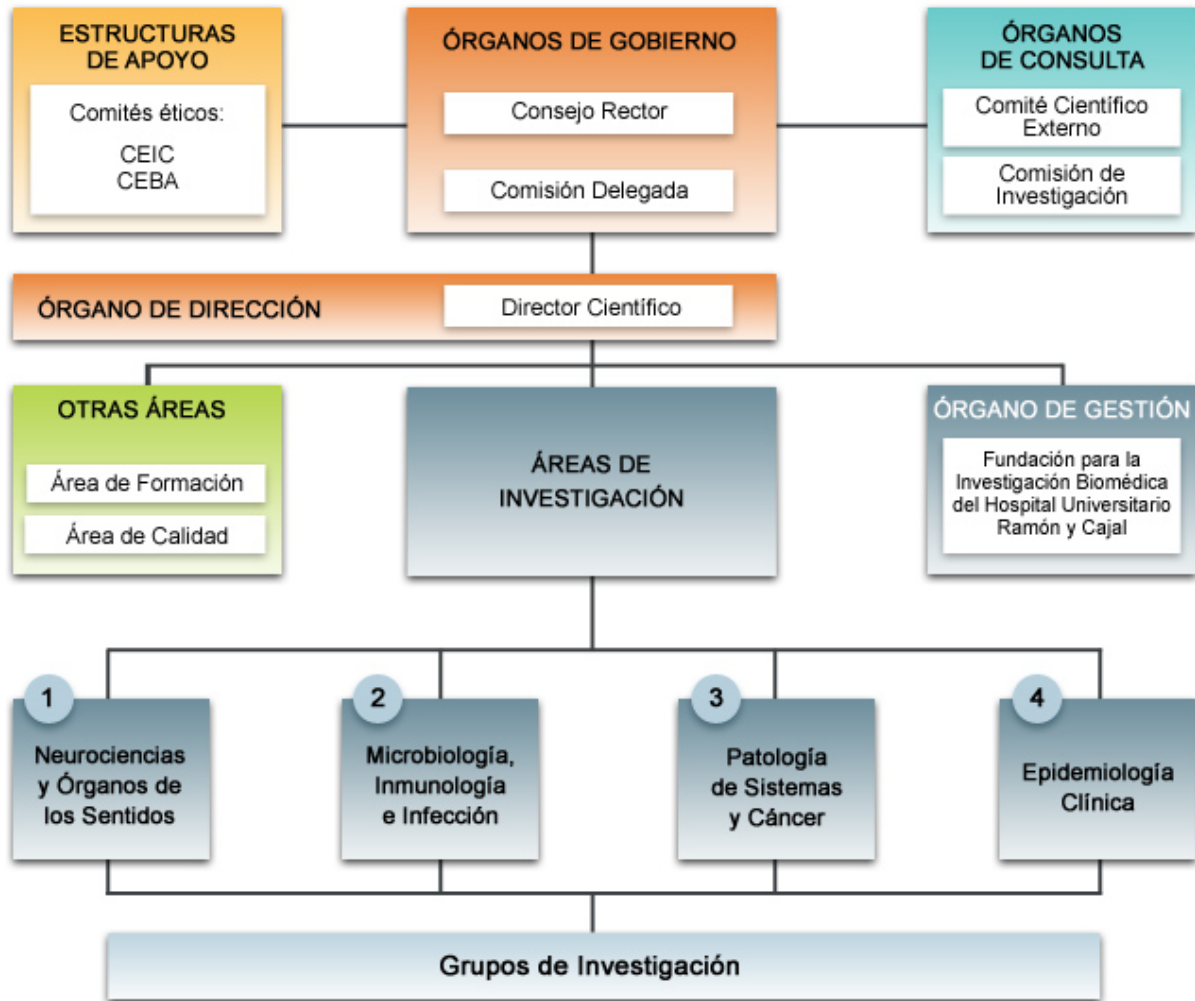 ESTRUCTURAS
DE APOYO
Comités éticos:
CEIC
CEBA
ÓRGANOS DE GOBIERNO
Consejo Rector
Comisión Delegada
ÓRGANOS
DE CONSULTA
Comité Científico
Externo
Comisión de
Investigación
ÓRGANO DE DIRECCIÓN
Director Científico
OTRAS ÁREAS
Área de Formación
Área de Calidad
ÁREAS DE
INVESTIGACIÓN
ÓRGANO DE GESTIÓN
Fundación para la
Investigación Biomédica
del Hospital Universitario
Ramón y Cajal
1
Neurociencias
y Órganos de
los Sentidos
2
Microbiología,
Inmunología
e Infección
3
Patología
de Sistemas
y Cáncer
4
Epidemiología
Clínica
Grupos de Investigación